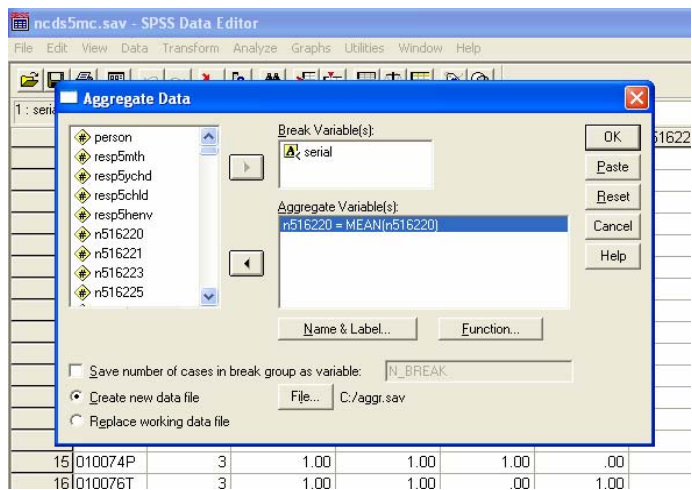 ncds5mc.sav - SPSS Data Editor
File Edit View Data Transform Analyze Graphs Utilities Window Help
1 : seria
Aggregate Data
person
resp5mth
resp5ychd
resp5chld
resp5henv
n516220
n516221
n516223
n516225
Break Variable(s):
serial
Aggregate Variable(s):
n516220 = MEAN(n516220)
Name & Label...
Function...
OK
Paste
Reset
Cancel
Help
51622
Save number of cases in break group as variable: N_BREAK
Create new data file
File... C:/aggr.sav
Replace working data file
15 010074P 3 1.00 1.00 1.00 .00
16 010076T 3 1.00 1.00 .00 1.00